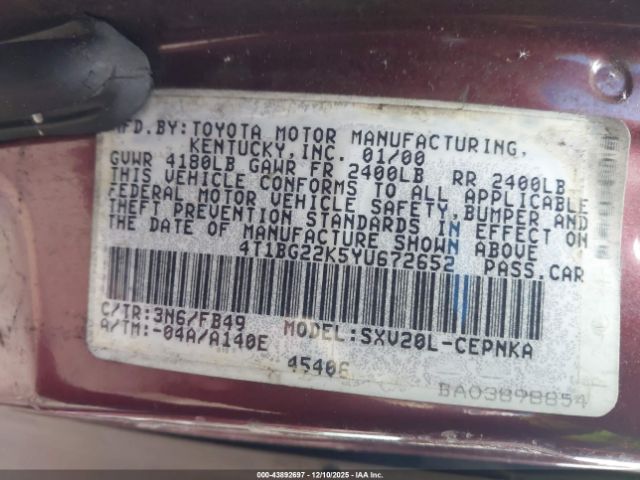 MFD.BY:TOYOTA MOTOR MANUFACTURING,
KENTUCKY,INC. 01/00
GVWR 4180LB GAWR FR 2400LB RR 2400LB
THIS VEHICLE CONFORMS TO ALL APPLICABLE
FEDERAL MOTOR VEHICLE SAFETY,BUMPER AND
THEFT PREVENTION STANDARDS IN EFFECT ON
THE DATE OF MANUFACTURE SHOWN ABOVE
4T1BG22K5YU672652 PASS.CAR
C/TR:3N6/FB49 MODEL:SXV20L-CEPNKA
A/TM:-04A/A140E
BA03898854
000-43892697 - 12/10/2025 - IAA Inc.